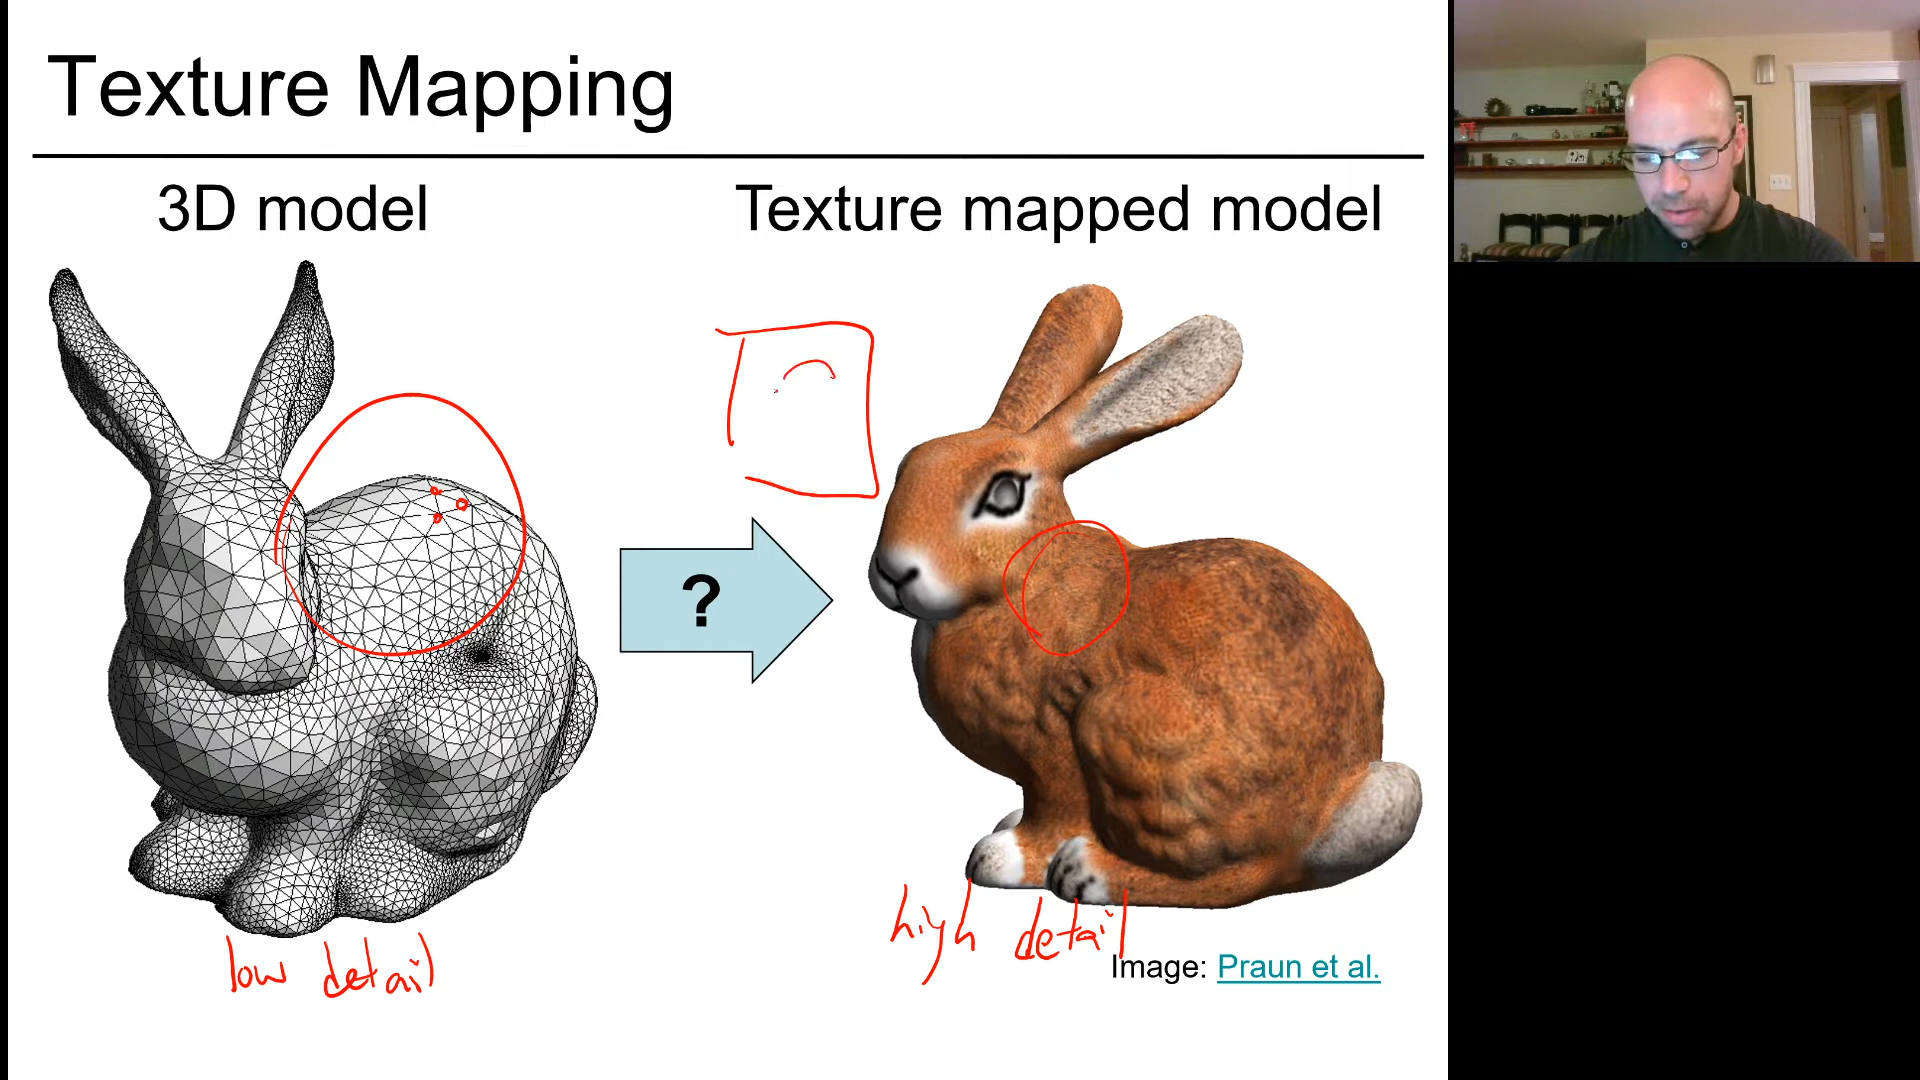 Texture Mapping
3D model
Texture mapped model
?
high detail
low detail
Image: Praun et al.